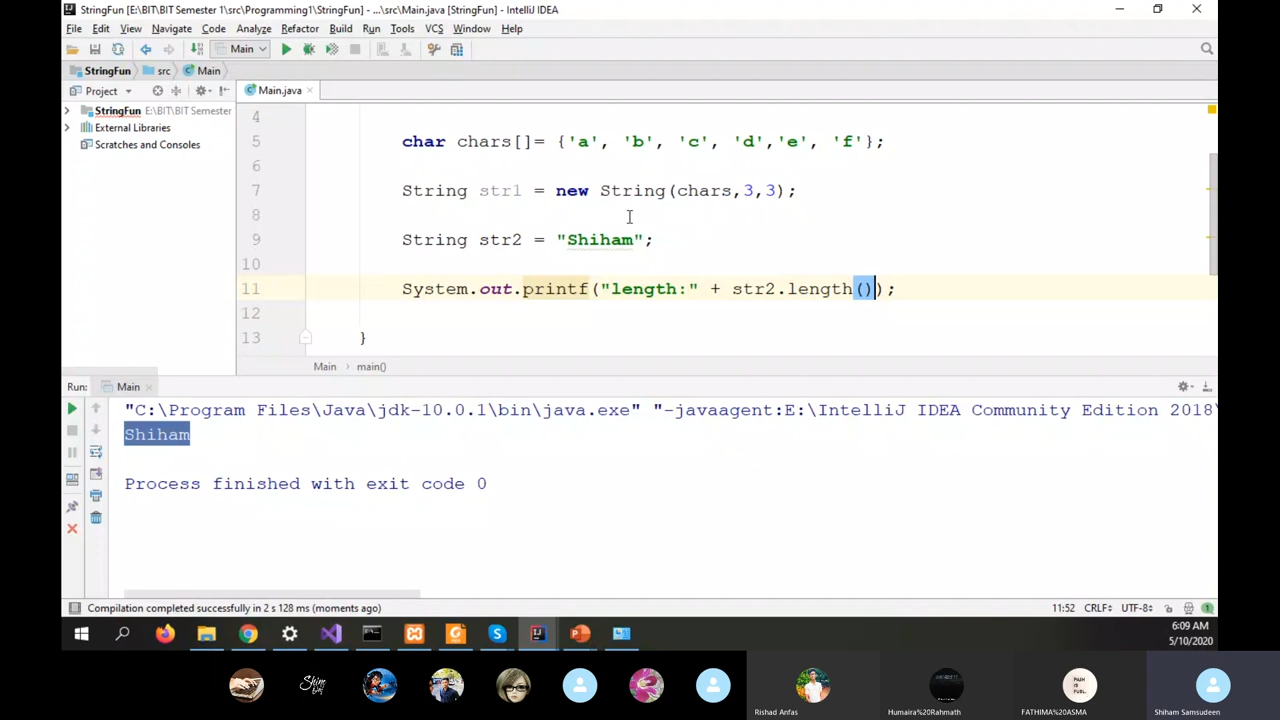 StringFun [E:\BIT\BIT Semester 1\src\Programming1\StringFun] - ...\src\Main.java [StringFun] - IntelliJ IDEA
File Edit View Navigate Code Analyze Refactor Build Run Tools VCS Window Help
Main
StringFun src Main
Project
Main.java
StringFun E:\BIT\BIT Semester
External Libraries
Scratches and Consoles
4
5 char chars[]= {'a', 'b', 'c', 'd','e', 'f'};
6
7 String str1 = new String(chars,3,3);
8
9 String str2 = "Shiham";
10
11 System.out.printf("length:" + str2.length());
12
13 }
Main > main()
Run: Main
"C:\Program Files\Java\jdk-10.0.1\bin\java.exe" "-javaagent:E:\IntelliJ IDEA Community Edition 2018\
Shiham
Process finished with exit code 0
Compilation completed successfully in 2 s 128 ms (moments ago)
11:52 CRLF UTF-8
1
6:09 AM
5/10/2020
Rishad Anfas
Humaira%20Rahmath
FATHIMA%20ASMA
Shiham Samsudeen